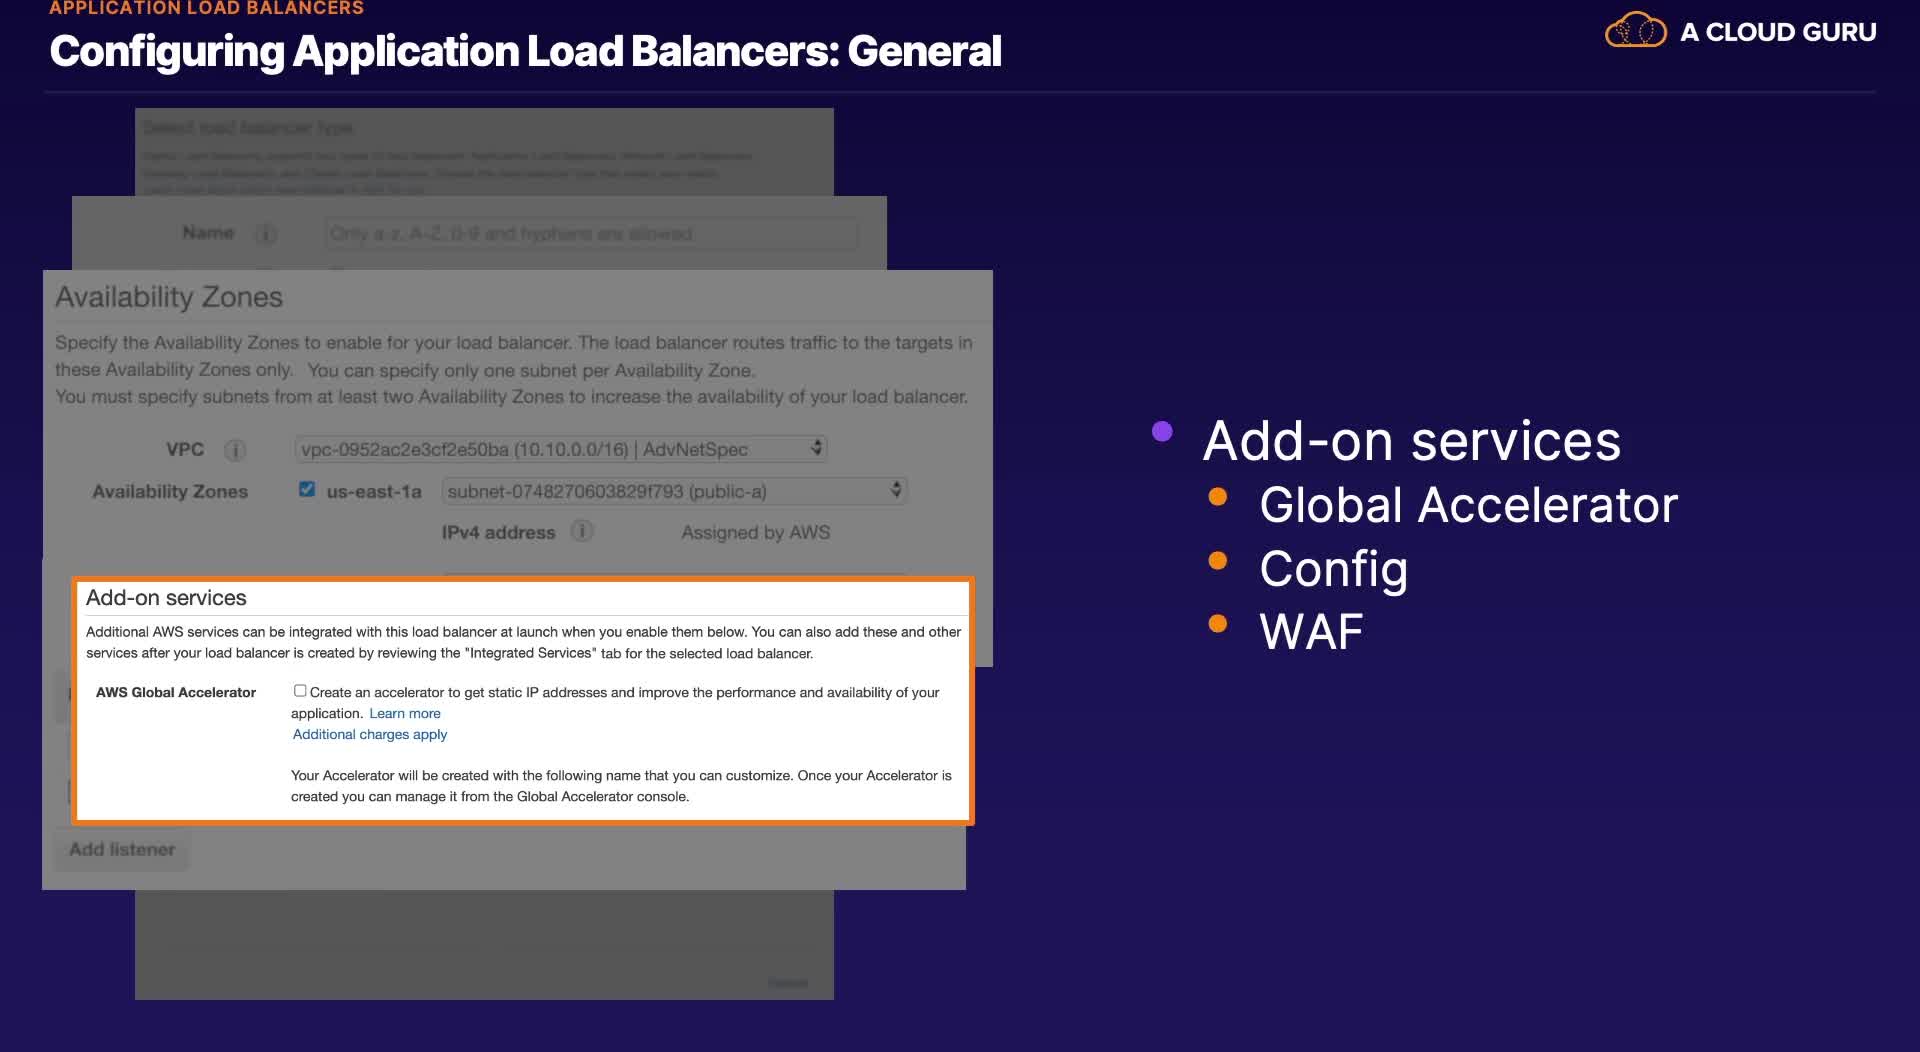 APPLICATION LOAD BALANCERS
Configuring Application Load Balancers: General
A CLOUD GURU
Select load balancer type
Name
Only a-z, A-Z, 0-9 and hyphens are allowed
Availability Zones
Specify the Availability Zones to enable for your load balancer. The load balancer routes traffic to the targets in
these Availability Zones only. You can specify only one subnet per Availability Zone.
You must specify subnets from at least two Availability Zones to increase the availability of your load balancer.
VPC i vpc-0952ac2e3cf2e50ba (10.10.0.0/16) | AdvNetSpec
Availability Zones us-east-1a subnet-0748270603829f793 (public-a)
IPv4 address i Assigned by AWS
Add-on services
Additional AWS services can be integrated with this load balancer at launch when you enable them below. You can also add these and other
services after your load balancer is created by reviewing the "Integrated Services" tab for the selected load balancer.
AWS Global Accelerator Create an accelerator to get static IP addresses and improve the performance and availability of your
application. Learn more
Additional charges apply
Your Accelerator will be created with the following name that you can customize. Once your Accelerator is
created you can manage it from the Global Accelerator console.
Add listener
Add-on services
Global Accelerator
Config
WAF